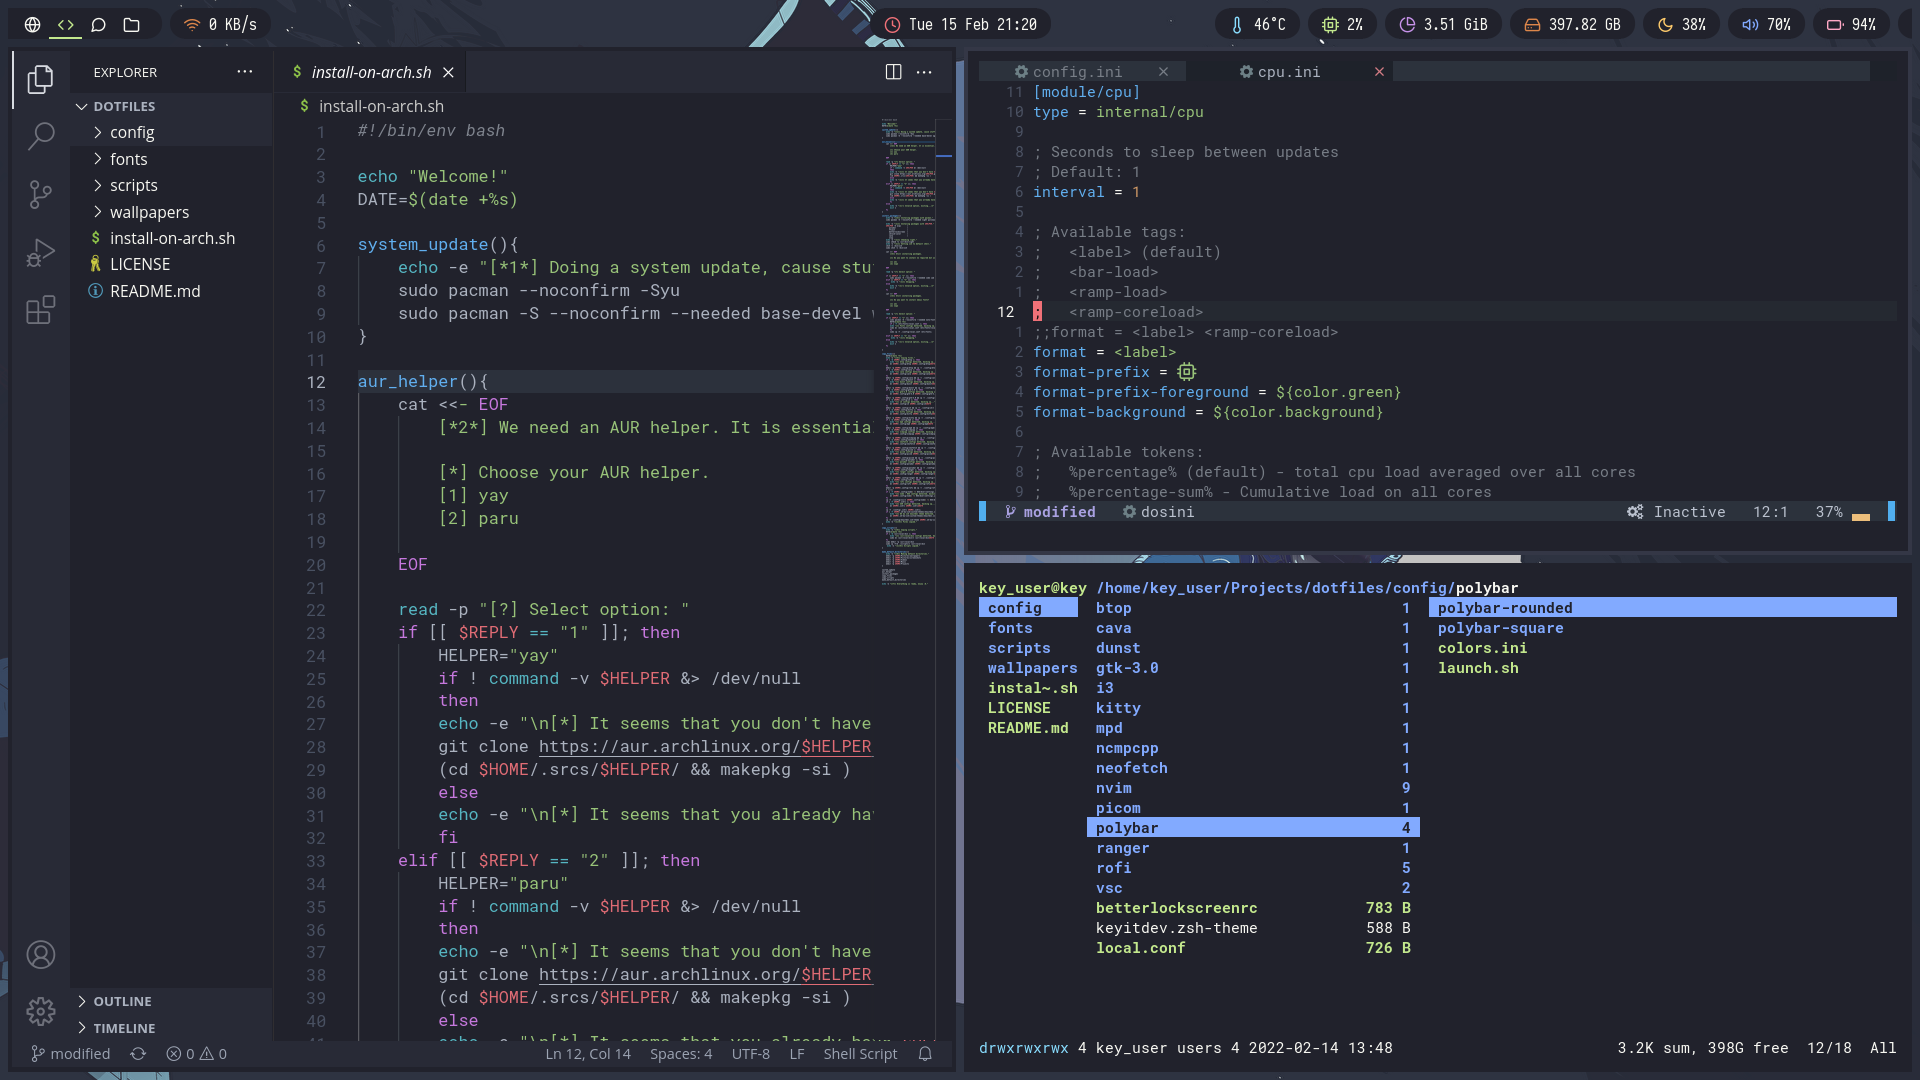 0 KB/s
Tue 15 Feb 21:20
46°C
2%
3.51 GiB
397.82 GB
38%
70%
94%
EXPLORER
DOTFILES
config
fonts
scripts
wallpapers
$ install-on-arch.sh
LICENSE
README.md
OUTLINE
TIMELINE
$ install-on-arch.sh
$ install-on-arch.sh
1 #!/bin/env bash
2
3 echo "Welcome!"
4 DATE=$(date +%s)
5
6 system_update(){
7 echo -e "[*1*] Doing a system update, cause stu
8 sudo pacman --noconfirm -Syu
9 sudo pacman -S --noconfirm --needed base-devel
10 }
11
12 aur_helper(){
13 cat <<- EOF
14 [*2*] We need an AUR helper. It is essentia
15
16 [*] Choose your AUR helper.
17 [1] yay
18 [2] paru
19
20 EOF
21
22 read -p "[?] Select option: "
23 if [[ $REPLY == "1" ]]; then
24 HELPER="yay"
25 if ! command -v $HELPER &> /dev/null
26 then
27 echo -e "\n[*] It seems that you don't have
28 git clone https://aur.archlinux.org/$HELPER
29 (cd $HOME/.srcs/$HELPER/ && makepkg -si )
30 else
31 echo -e "\n[*] It seems that you already ha
32 fi
33 elif [[ $REPLY == "2" ]]; then
34 HELPER="paru"
35 if ! command -v $HELPER &> /dev/null
36 then
37 echo -e "\n[*] It seems that you don't have
38 git clone https://aur.archlinux.org/$HELPER
39 (cd $HOME/.srcs/$HELPER/ && makepkg -si )
40 else
modified 0 0 Ln 12, Col 14 Spaces: 4 UTF-8 LF Shell Script
config.ini cpu.ini
11 [module/cpu]
10 type = internal/cpu
9
8 ; Seconds to sleep between updates
7 ; Default: 1
6 interval = 1
5
4 ; Available tags:
3 ; <label> (default)
2 ; <bar-load>
1 ; <ramp-load>
12 ; <ramp-coreload>
1 ;;format = <label> <ramp-coreload>
2 format = <label>
3 format-prefix =
4 format-prefix-foreground = ${color.green}
5 format-background = ${color.background}
6
7 ; Available tokens:
8 ; %percentage% (default) - total cpu load averaged over all cores
9 ; %percentage-sum% - Cumulative load on all cores
modified dosini Inactive 12:1 37%
key_user@key /home/key_user/Projects/dotfiles/config/polybar
config btop 1 polybar-rounded
fonts cava 1 polybar-square
scripts dunst 1 colors.ini
wallpapers gtk-3.0 1 launch.sh
instal~.sh i3 1
LICENSE kitty 1
README.md mpd 1
ncmpcpp 1
neofetch 1
nvim 9
picom 1
polybar 4
ranger 1
rofi 5
vsc 2
betterlockscreenrc 783 B
keyitdev.zsh-theme 588 B
local.conf 726 B
drwxrwxrwx 4 key_user users 4 2022-02-14 13:48 3.2K sum, 398G free 12/18 All